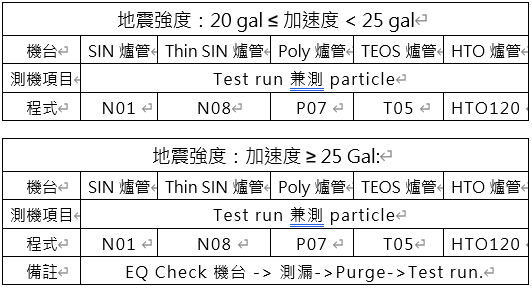 地震強度：20 gal ≤ 加速度 < 25 gal
機台 SIN 爐管 Thin SIN 爐管 Poly 爐管 TEOS 爐管 HTO 爐管
測機項目 Test run 兼測 particle
程式 N01 N08 P07 T05 HTO120
地震強度：加速度 ≥ 25 Gal:
機台 SIN 爐管 Thin SIN 爐管 Poly 爐管 TEOS 爐管 HTO 爐管
測機項目 Test run 兼測 particle
程式 N01 N08 P07 T05 HTO120
備註 EQ Check 機台 -> 測漏->Purge->Test run.